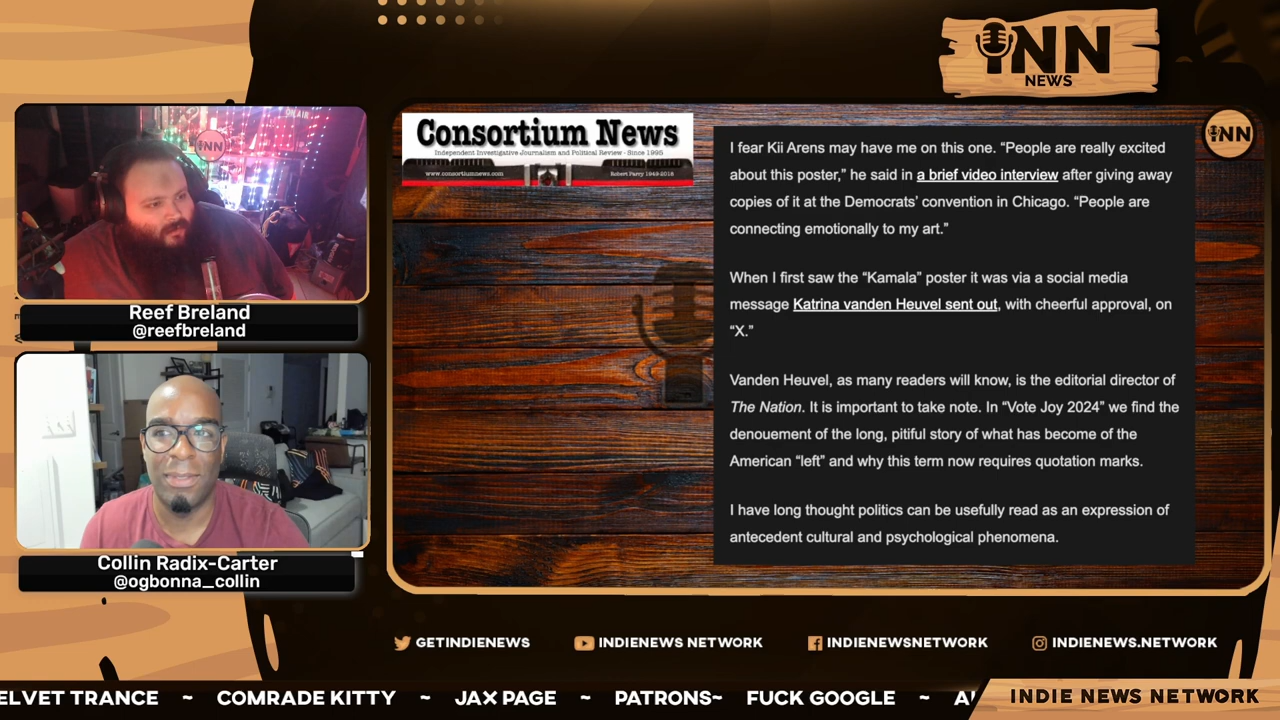 iNN
NEWS
Consortium News
Independent Investigative Journalism and Political Review - Since 1995
www.consortiumnews.com
Robert Parry 1949-2018
iNN
I fear Kii Arens may have me on this one. “People are really excited
about this poster,” he said in a brief video interview after giving away
copies of it at the Democrats’ convention in Chicago. “People are
connecting emotionally to my art.”
When I first saw the “Kamala” poster it was via a social media
message Katrina vanden Heuvel sent out, with cheerful approval, on
“X.”
Vanden Heuvel, as many readers will know, is the editorial director of
The Nation. It is important to take note. In “Vote Joy 2024” we find the
denouement of the long, pitiful story of what has become of the
American “left” and why this term now requires quotation marks.
I have long thought politics can be usefully read as an expression of
antecedent cultural and psychological phenomena.
iNN
Reef Breland
@reefbreland
Collin Radix-Carter
@ogbonna_collin
GETINDIENEWS
INDIENEWS NETWORK
INDIENEWSNETWORK
INDIENEWS.NETWORK
ELVET TRANCE ~ COMRADE KITTY ~ JAX PAGE ~ PATRONS~ FUCK GOOGLE ~
INDIE NEWS NETWORK